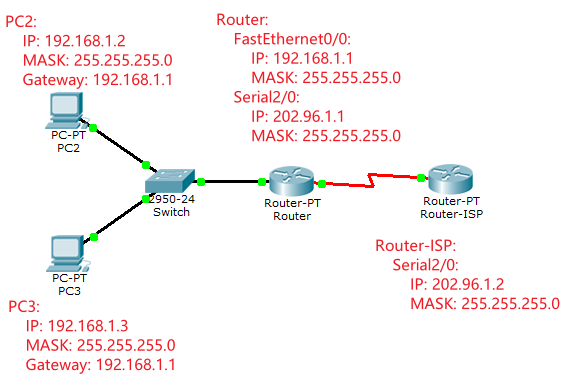 PC2:
IP: 192.168.1.2
MASK: 255.255.255.0
Gateway: 192.168.1.1
Router:
FastEthernet0/0:
IP: 192.168.1.1
MASK: 255.255.255.0
Serial2/0:
IP: 202.96.1.1
MASK: 255.255.255.0
PC-PT
PC2
2950-24
Switch
Router-PT
Router
Router-PT
Router-ISP
PC-PT
PC3
Router-ISP:
Serial2/0:
IP: 202.96.1.2
MASK: 255.255.255.0
PC3:
IP: 192.168.1.3
MASK: 255.255.255.0
Gateway: 192.168.1.1